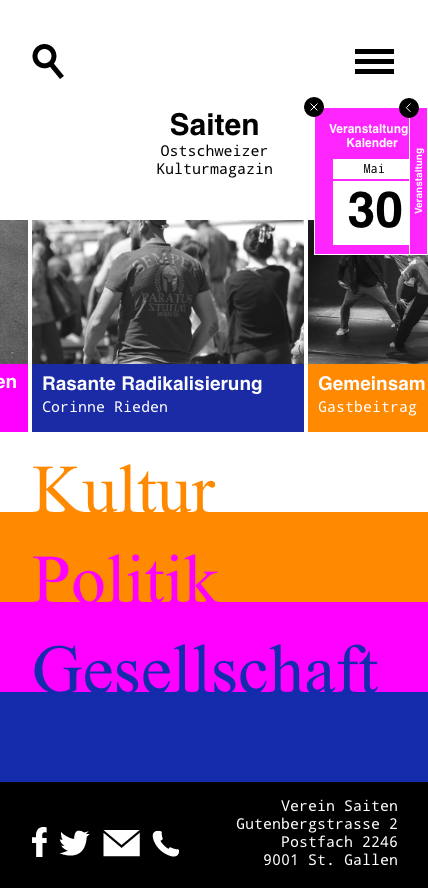 Saiten
Ostschweizer
Kulturmagazin
Veranstaltung
Kalender
Mai
30
Veranstaltung
en
Rasante Radikalisierung
Corinne Rieden
Gemeinsam
Gastbeitrag
Kultur
Politik
Gesellschaft
Verein Saiten
Gutenbergstrasse 2
Postfach 2246
9001 St. Gallen